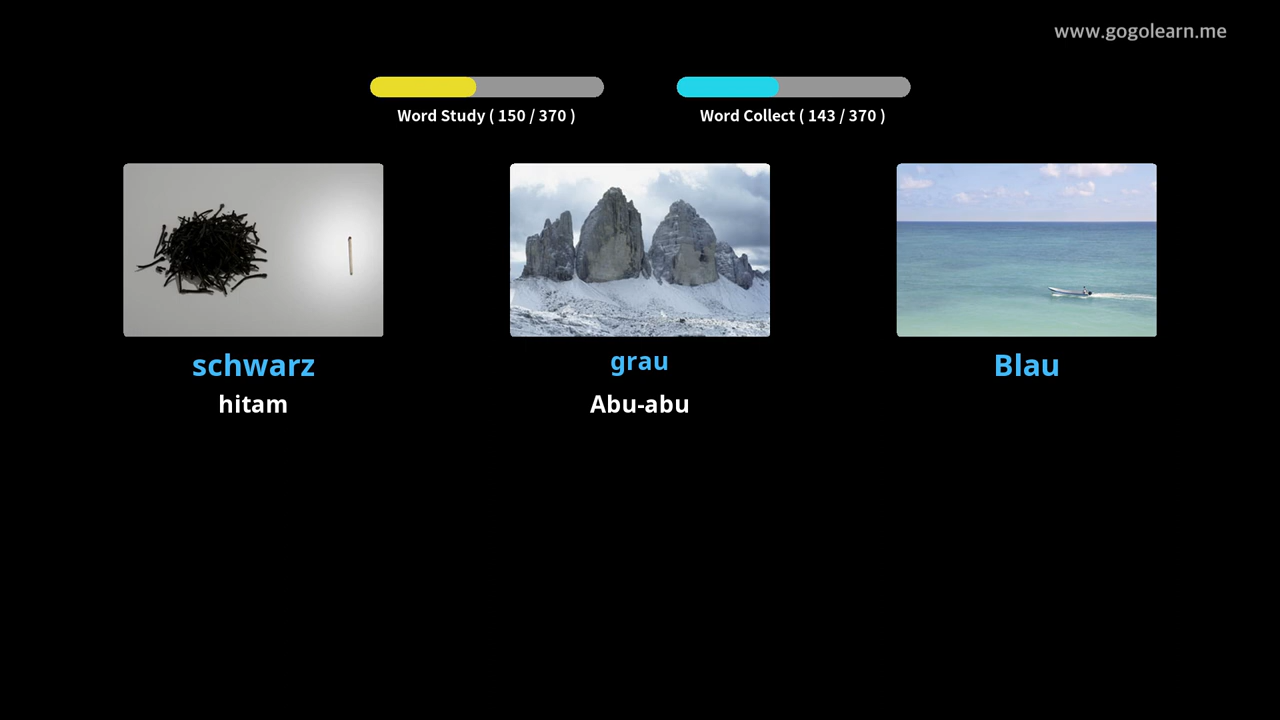 www.gogolearn.me
Word Study ( 150 / 370 )
Word Collect ( 143 / 370 )
schwarz
hitam
grau
Abu-abu
Blau